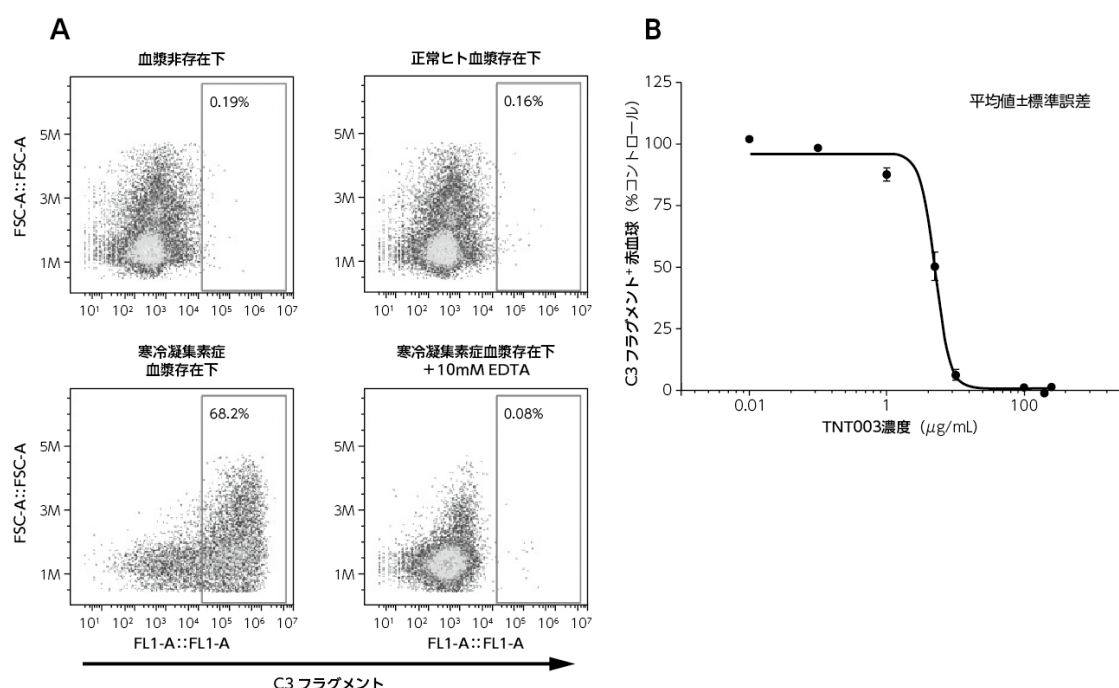 A
血漿非存在下
0.19%
FSC-A::FSC-A
5M
3M
1M
10¹ 10² 10³ 10⁴ 10⁵ 10⁶ 10⁷
正常ヒト血漿存在下
0.16%
5M
3M
1M
10¹ 10² 10³ 10⁴ 10⁵ 10⁶ 10⁷
寒冷凝集素症
血漿存在下
68.2%
FSC-A::FSC-A
5M
3M
1M
10¹ 10² 10³ 10⁴ 10⁵ 10⁶ 10⁷
FL1-A::FL1-A
寒冷凝集素症血漿存在下
+10mM EDTA
0.08%
5M
3M
1M
10¹ 10² 10³ 10⁴ 10⁵ 10⁶ 10⁷
FL1-A::FL1-A
C3 フラグメント
B
平均値±標準誤差
C3 フラグメント⁺ 赤血球（% コントロール）
125
100
75
50
25
0
0.01 1 100
TNT003濃度（μg/mL）